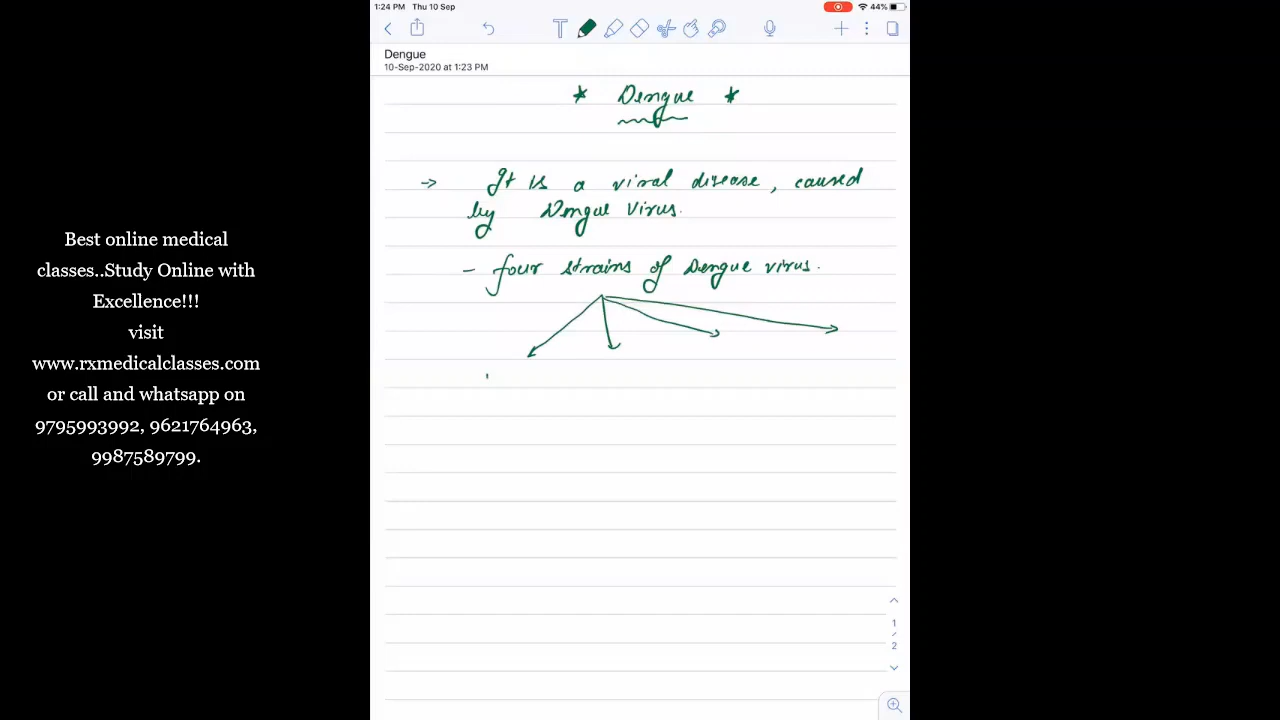 1:24 PM Thu 10 Sep
44%
Dengue
10-Sep-2020 at 1:23 PM
* Dengue *
→ It is a viral disease, caused
by Dengue Virus.
- four strains of Dengue virus.
Best online medical
classes..Study Online with
Excellence!!!
visit
www.rxmedicalclasses.com
or call and whatsapp on
9795993992, 9621764963,
9987589799.
1
/
2